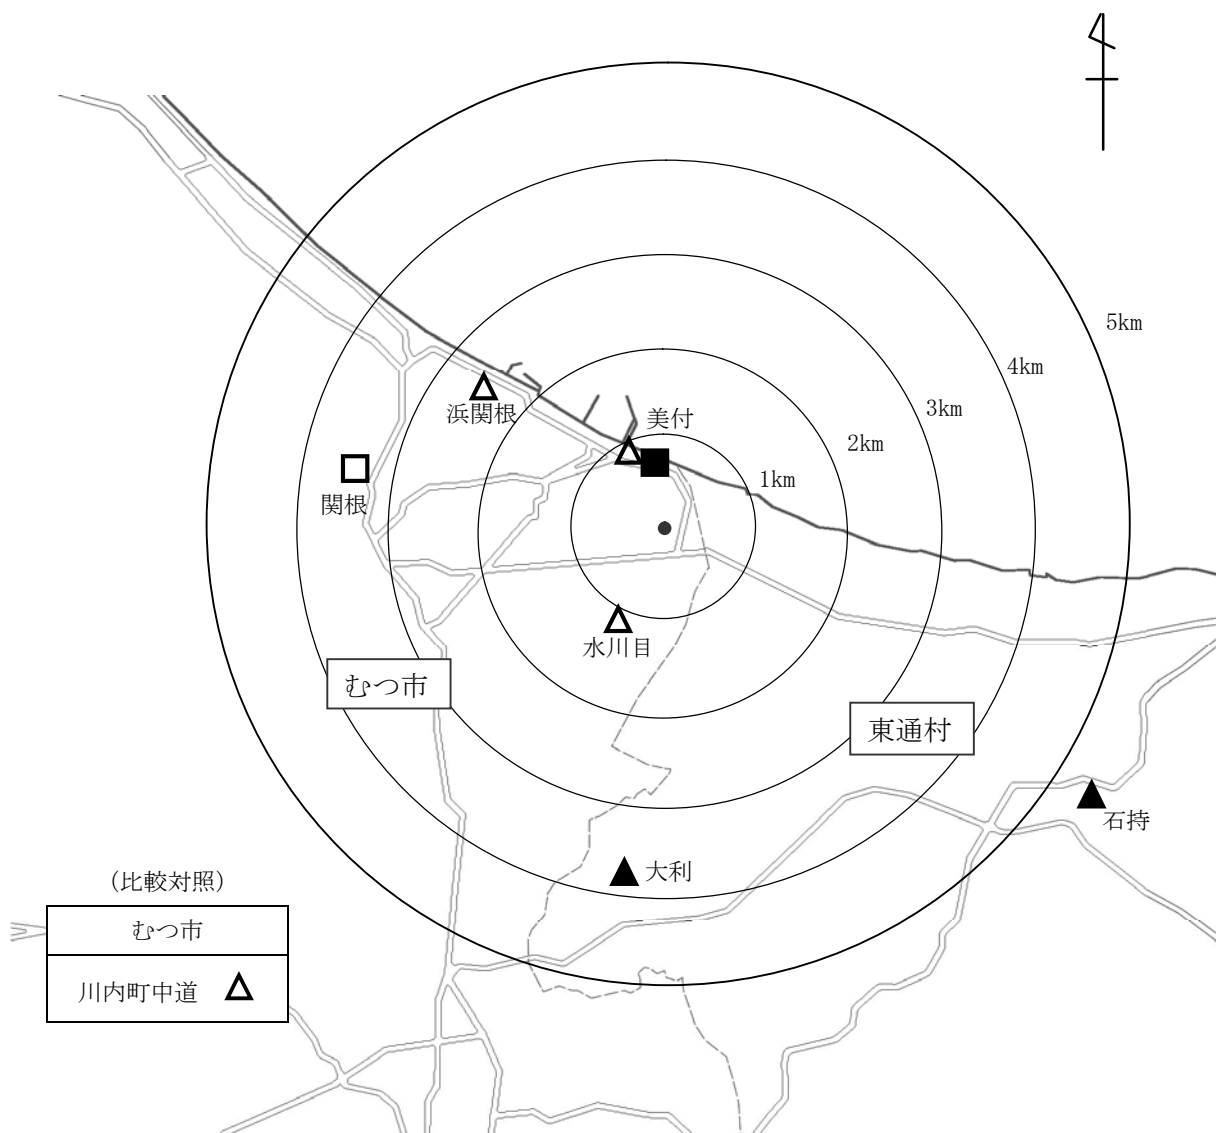 5km
4km
3km
2km
1km
美付
浜関根
関根
水川目
むつ市
東通村
石持
大利
(比較対照)
むつ市
川内町中道